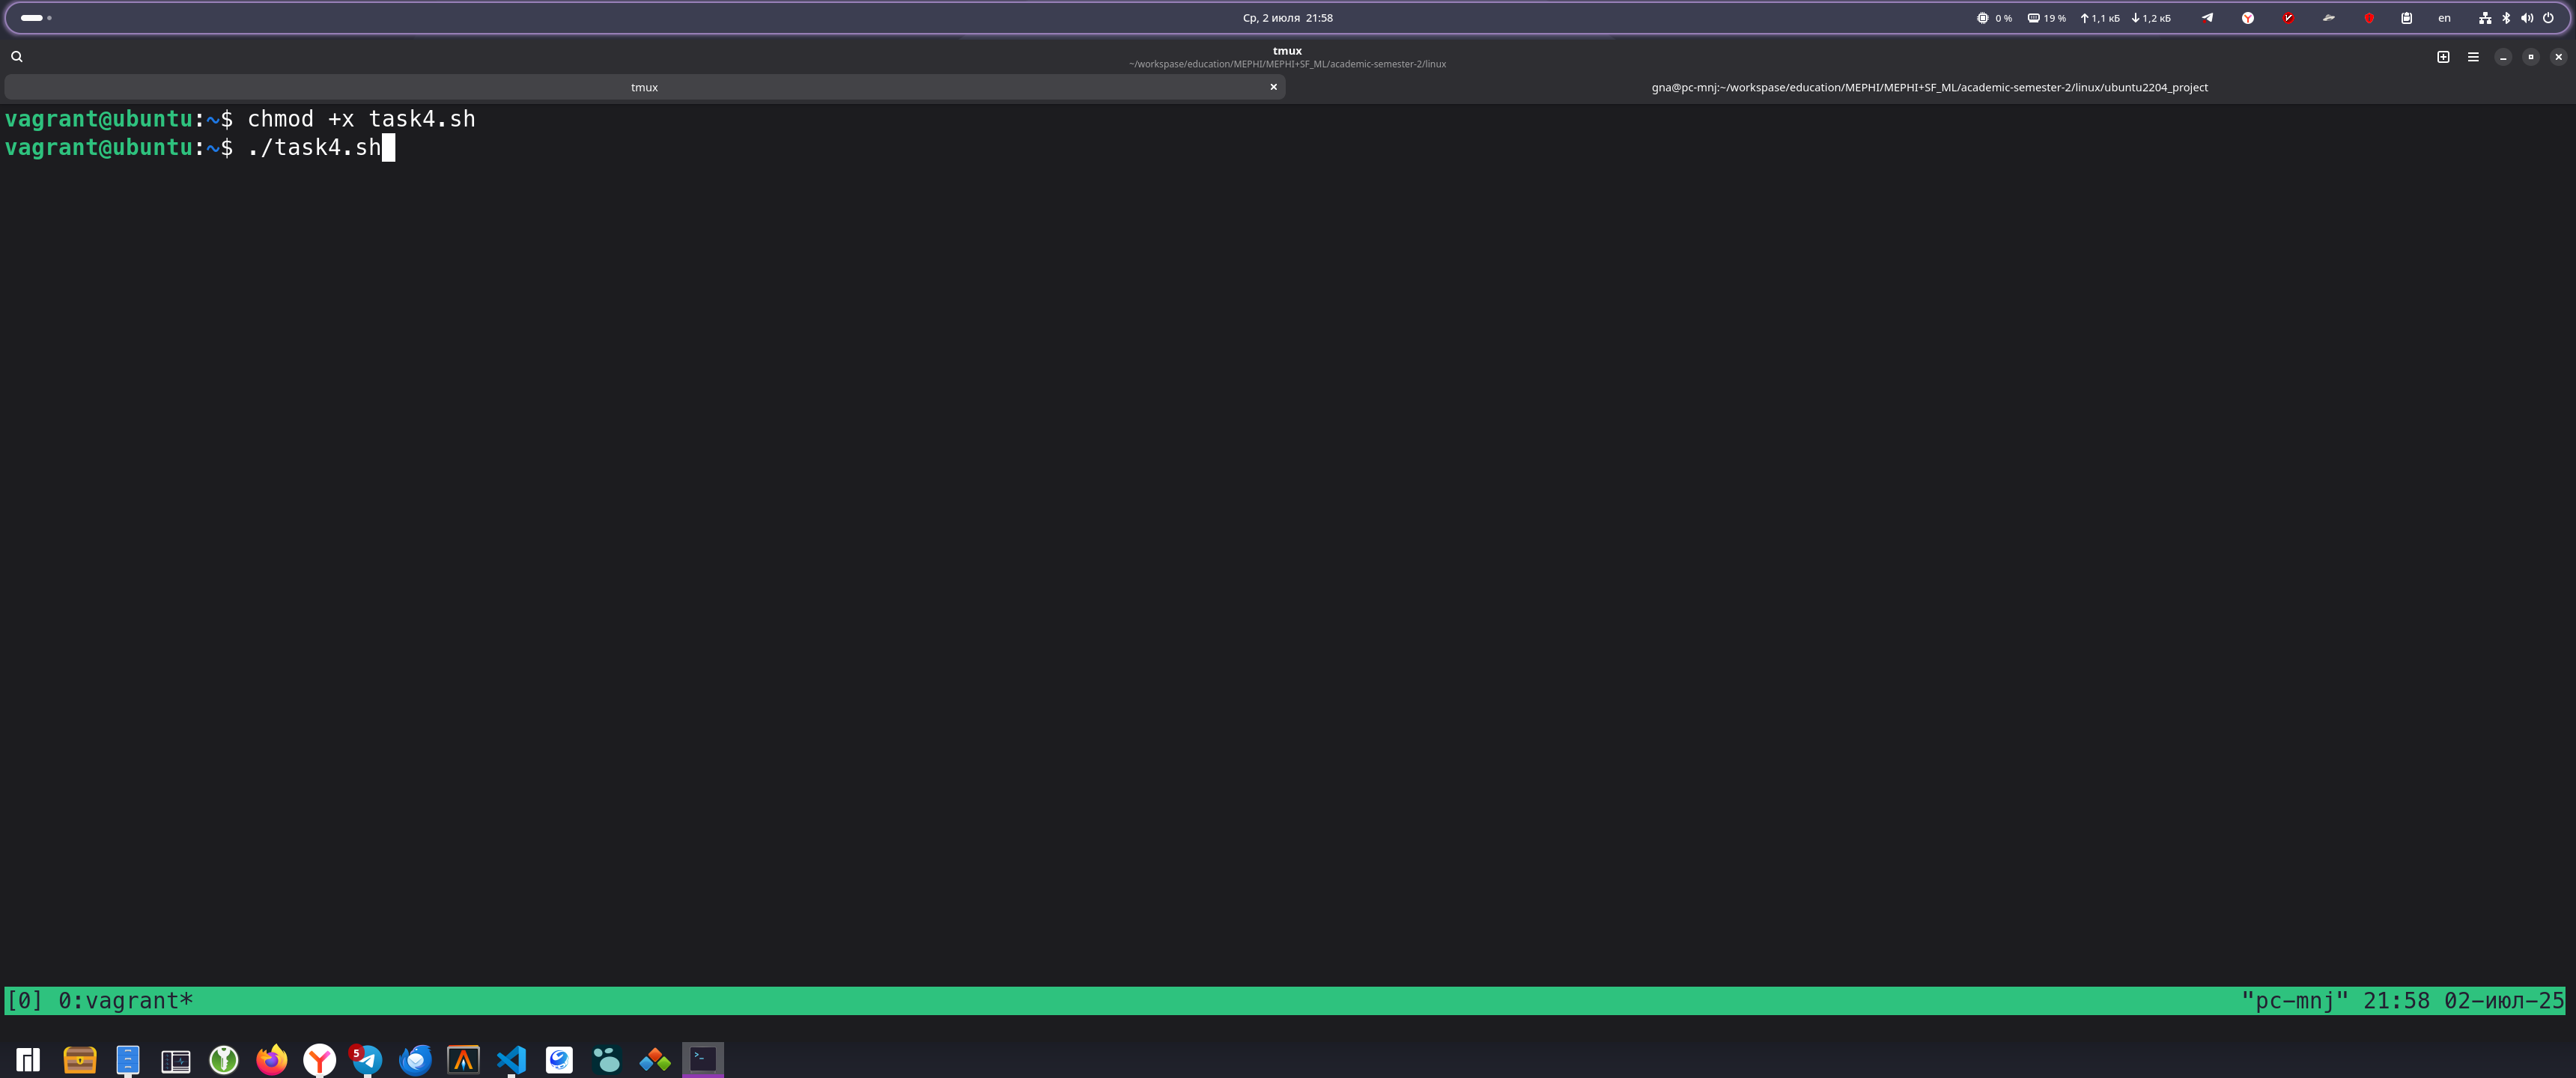 Ср, 2 июля 21:58
0 % 19 % 1,1 кБ 1,2 кБ en
tmux
~/workspase/education/MEPHI/MEPHI+SF_ML/academic-semester-2/linux
tmux
gna@pc-mnj:~/workspase/education/MEPHI/MEPHI+SF_ML/academic-semester-2/linux/ubuntu2204_project
vagrant@ubuntu:~$ chmod +x task4.sh
vagrant@ubuntu:~$ ./task4.sh
[0] 0:vagrant* "pc-mnj" 21:58 02-июл-25
5